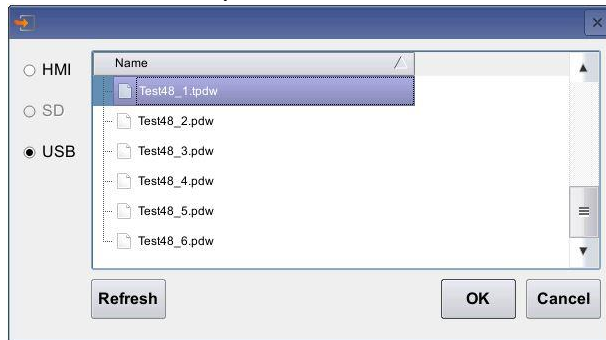 Name
HMI
Test48_1.tpdw
SD
Test48_2.pdw
USB
Test48_3.pdw
Test48_4.pdw
Test48_5.pdw
Test48_6.pdw
Refresh OK Cancel